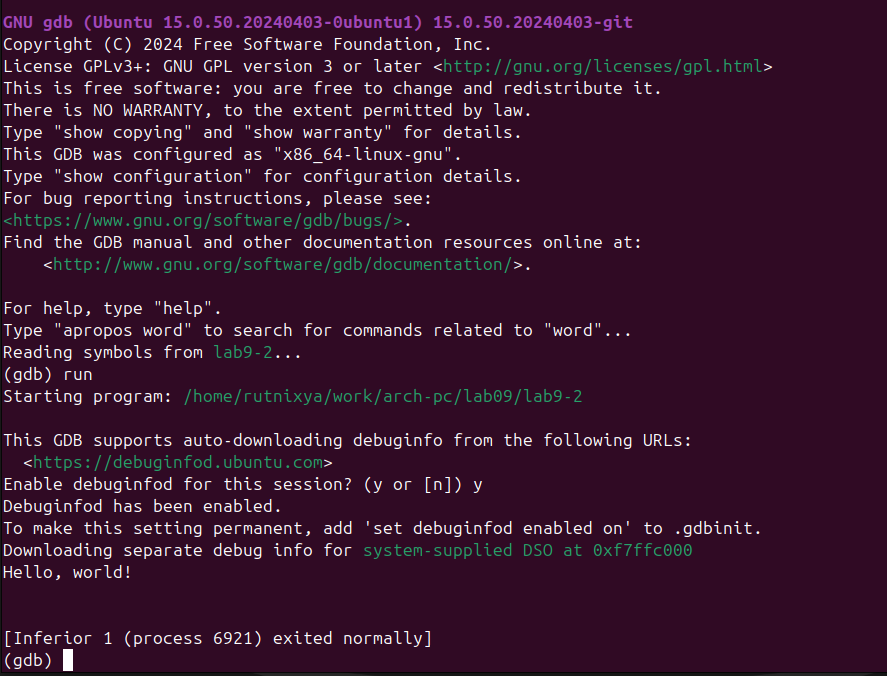 GNU gdb (Ubuntu 15.0.50.20240403-0ubuntu1) 15.0.50.20240403-git
Copyright (C) 2024 Free Software Foundation, Inc.
License GPLv3+: GNU GPL version 3 or later <http://gnu.org/licenses/gpl.html>
This is free software: you are free to change and redistribute it.
There is NO WARRANTY, to the extent permitted by law.
Type "show copying" and "show warranty" for details.
This GDB was configured as "x86_64-linux-gnu".
Type "show configuration" for configuration details.
For bug reporting instructions, please see:
<https://www.gnu.org/software/gdb/bugs/>.
Find the GDB manual and other documentation resources online at:
    <http://www.gnu.org/software/gdb/documentation/>.

For help, type "help".
Type "apropos word" to search for commands related to "word"...
Reading symbols from lab9-2...
(gdb) run
Starting program: /home/rutnixya/work/arch-pc/lab09/lab9-2

This GDB supports auto-downloading debuginfo from the following URLs:
  <https://debuginfod.ubuntu.com>
Enable debuginfod for this session? (y or [n]) y
Debuginfod has been enabled.
To make this setting permanent, add 'set debuginfod enabled on' to .gdbinit.
Downloading separate debug info for system-supplied DSO at 0xf7ffc000
Hello, world!

[Inferior 1 (process 6921) exited normally]
(gdb)